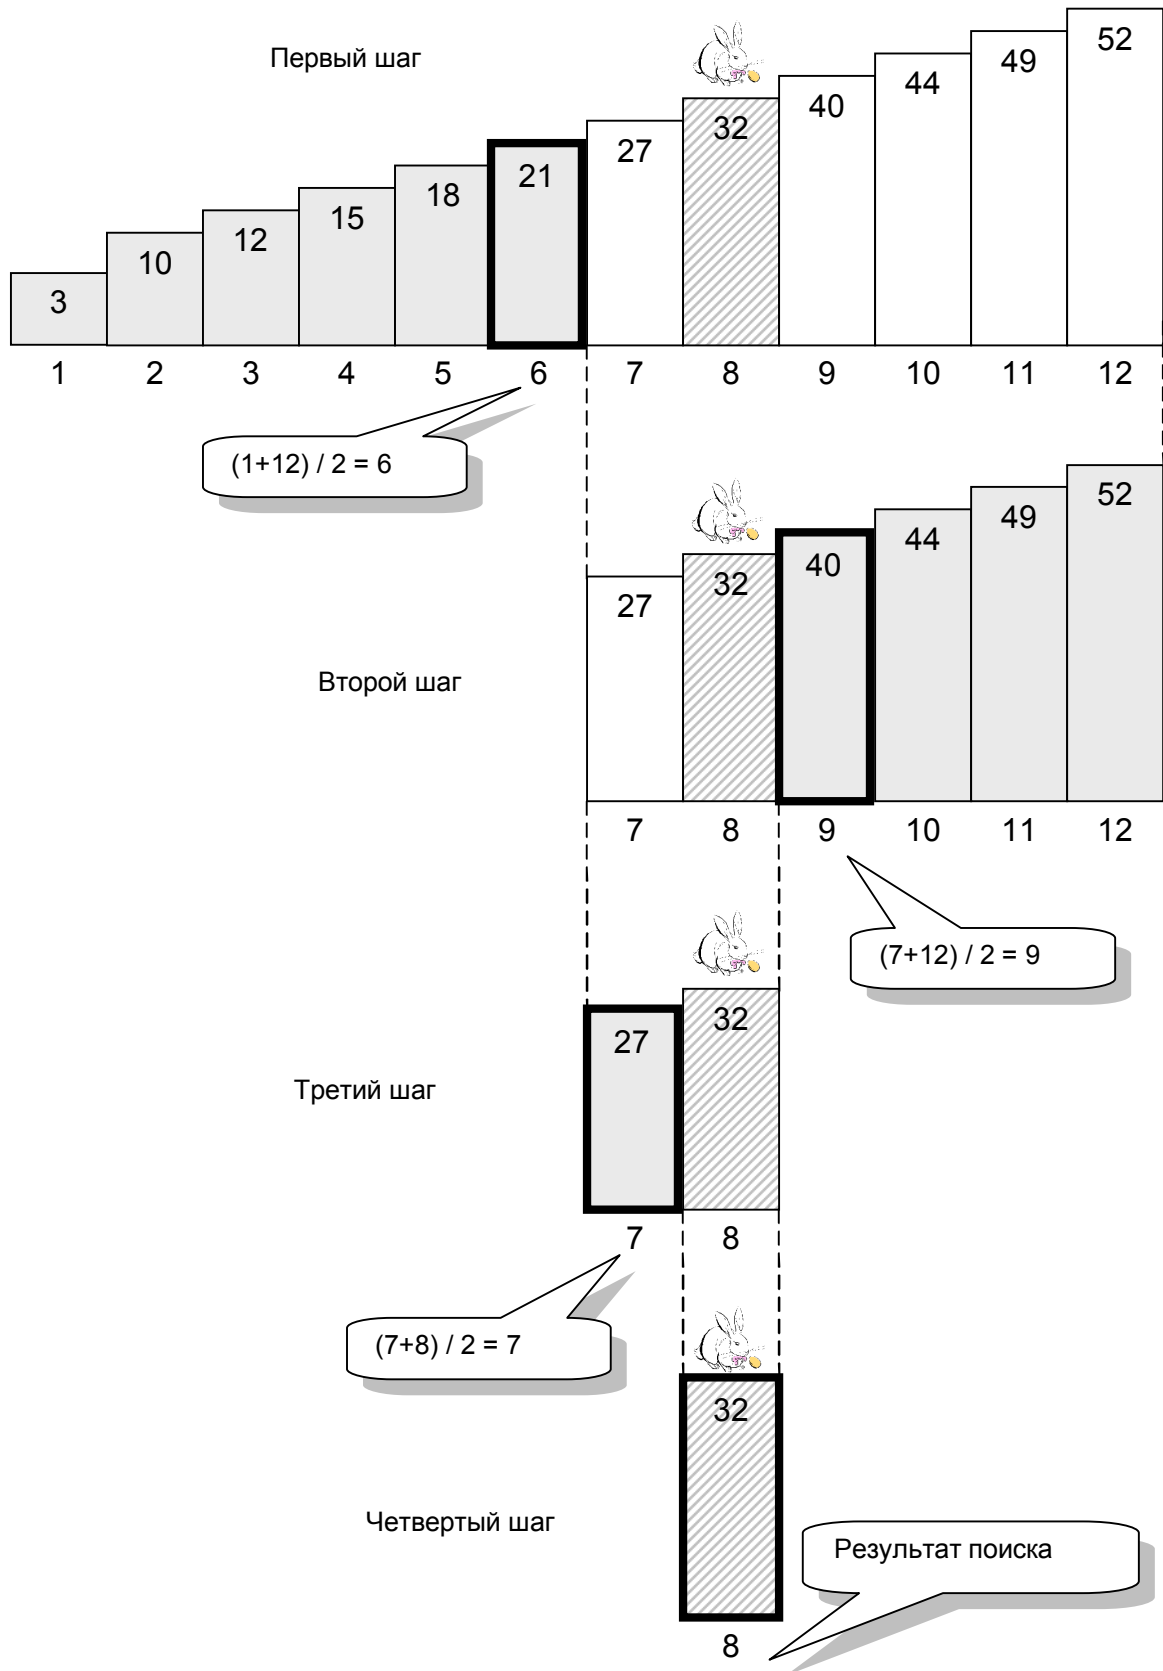 Первый шаг
3 10 12 15 18 21 27 32 40 44 49 52
1 2 3 4 5 6 7 8 9 10 11 12
(1+12) / 2 = 6
27 32 40 44 49 52
Второй шаг
7 8 9 10 11 12
(7+12) / 2 = 9
27 32
Третий шаг
7 8
(7+8) / 2 = 7
32
Четвертый шаг
Результат поиска
8